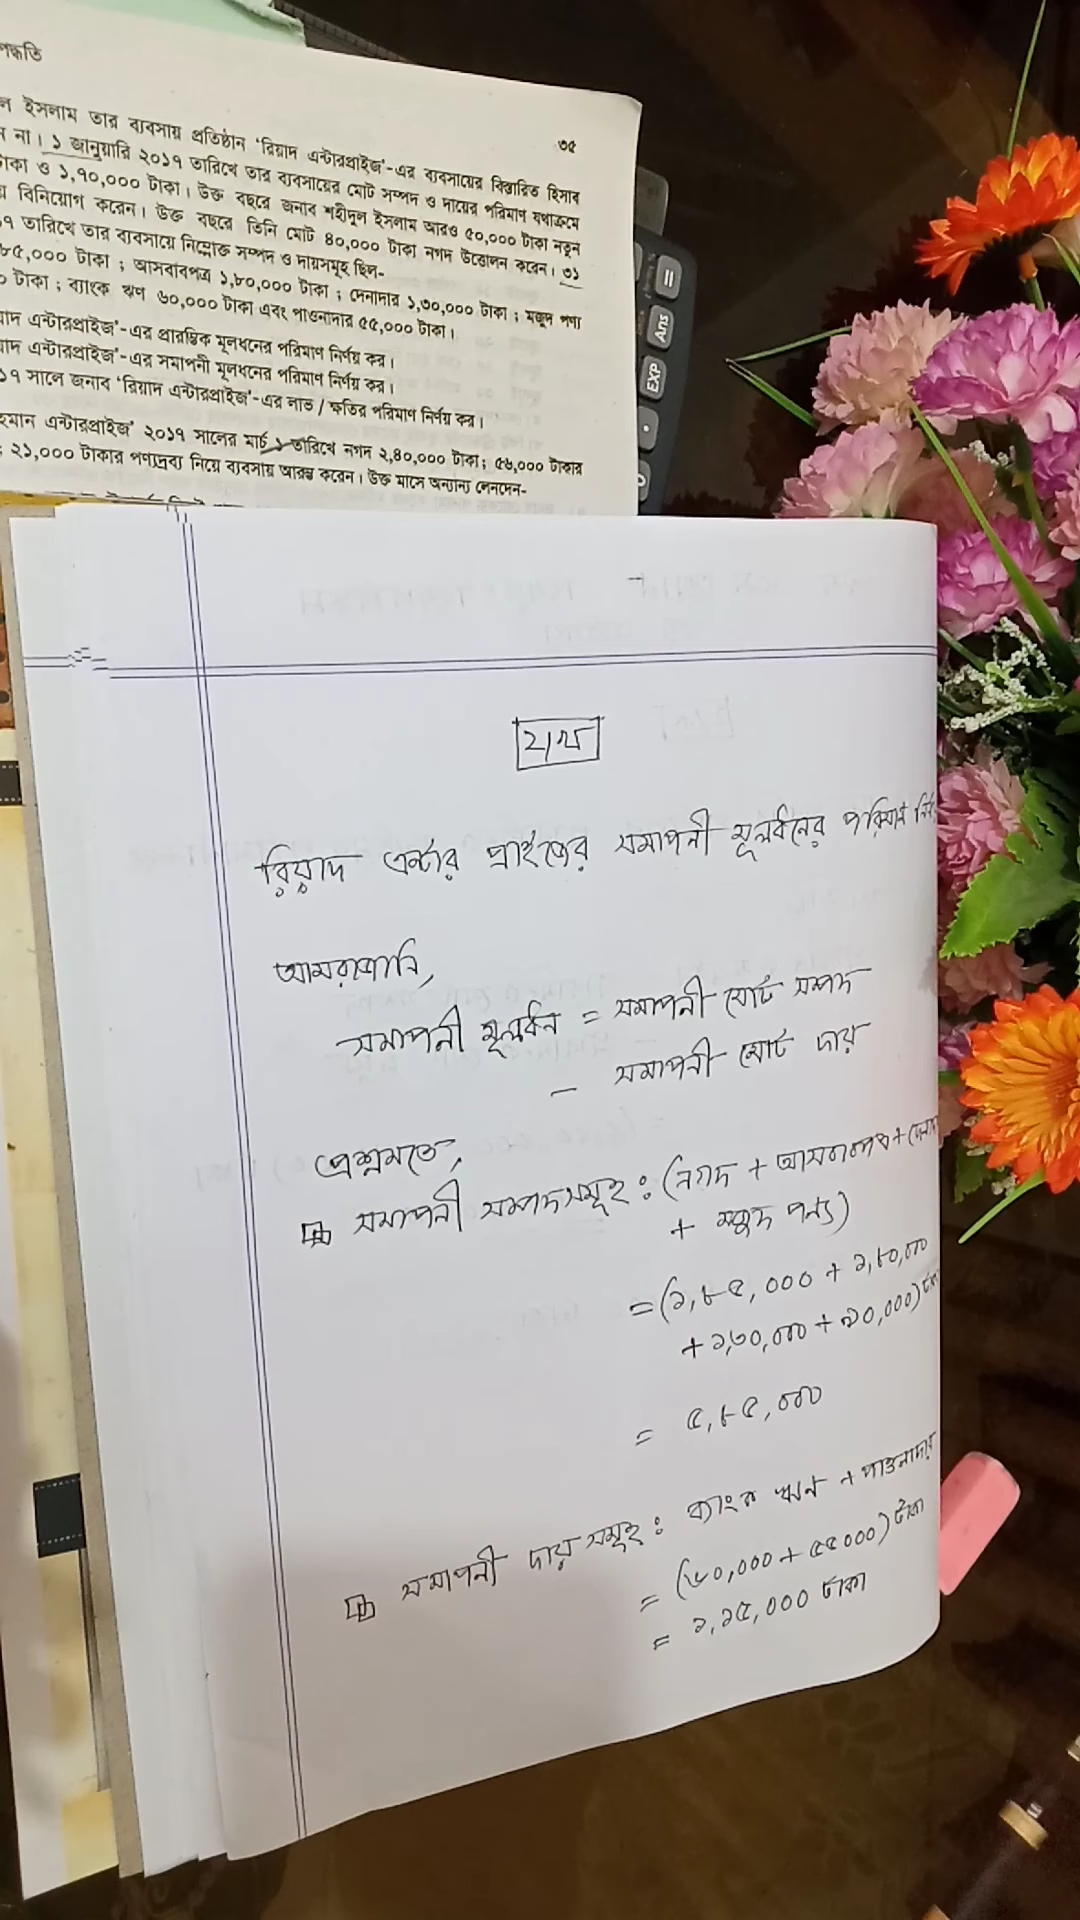 পদ্ধতি
৩৫
ল ইসলাম তার ব্যবসায় প্রতিষ্ঠান ‘রিয়াদ এন্টারপ্রাইজ’-এর ব্যবসায়ের বিস্তারিত হিসাব
ন না। ১ জানুয়ারি ২০১৭ তারিখে তার ব্যবসায়ের মোট সম্পদ ও দায়ের পরিমাণ যথাক্রমে
টাকা ও ১,৭০,০০০ টাকা। উক্ত বছরে জনাব শহীদুল ইসলাম আরও ৫০,০০০ টাকা নতুন
য় বিনিয়োগ করেন। উক্ত বছরে তিনি মোট ৪০,০০০ টাকা নগদ উত্তোলন করেন। ৩১
১৭ তারিখে তার ব্যবসায়ে নিম্নোক্ত সম্পদ ও দায়সমূহ ছিল-
৮৫,০০০ টাকা ; আসবাবপত্র ১,৮০,০০০ টাকা ; দেনাদার ১,৩০,০০০ টাকা ; মজুদ পণ্য
০ টাকা ; ব্যাংক ঋণ ৬০,০০০ টাকা এবং পাওনাদার ৫৫,০০০ টাকা।
য়াদ এন্টারপ্রাইজ’-এর প্রারম্ভিক মূলধনের পরিমাণ নির্ণয় কর।
য়াদ এন্টারপ্রাইজ’-এর সমাপনী মূলধনের পরিমাণ নির্ণয় কর।
১৭ সালে জনাব ‘রিয়াদ এন্টারপ্রাইজ’-এর লাভ / ক্ষতির পরিমাণ নির্ণয় কর।
হমান এন্টারপ্রাইজ’ ২০১৭ সালের মার্চ ১ তারিখে নগদ ২,৪০,০০০ টাকা; ৫৬,০০০ টাকার
; ২১,০০০ টাকার পণ্যদ্রব্য নিয়ে ব্যবসায় আরম্ভ করেন। উক্ত মাসে অন্যান্য লেনদেন-
রিয়াদ এন্টার প্রাইজের সমাপনী মূলধনের পরিমাণ নির্ণ
আমরাজানি,
সমাপনী মূলধন = সমাপনী মোট সম্পদ
– সমাপনী মোট দায়
প্রশ্নমতে,
সমাপনী সম্পদসমূহ : (নগদ + আসবাবপত্র + দেনাদ
+ মজুদ পন্য)
= (১,৮৫,০০০ + ১,৮০,০০০
+ ১,৩০,০০০ + ৯০,০০০) টাকা
= ৫,৮৫,০০০
সমাপনী দায় সমূহ : ব্যাংক ঋন + পাওনাদার
= (৬০,০০০ + ৫৫০০০) টাকা
= ১,১৫,০০০ টাকা